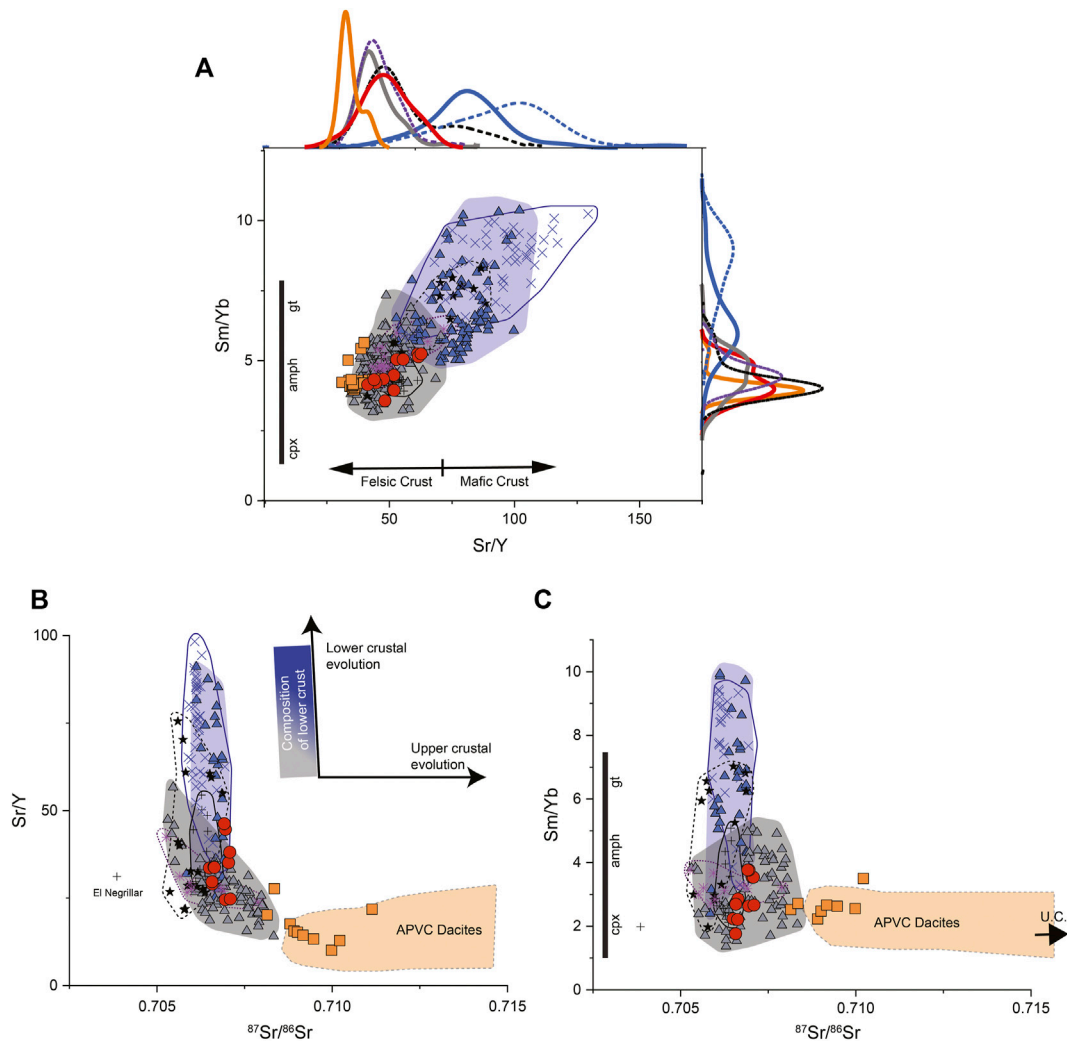 A
10
5
0
Sm/Yb
gt
amph
cpx
Felsic Crust
Mafic Crust
50
100
150
Sr/Y
B
100
50
0
Sr/Y
Composition
of lower crust
Lower crustal
evolution
Upper crustal
evolution
El Negrillar
APVC Dacites
0.705
0.710
0.715
⁸⁷Sr/⁸⁶Sr
C
10
8
6
4
2
0
Sm/Yb
gt
amph
cpx
APVC Dacites
U.C.
0.705
0.710
0.715
⁸⁷Sr/⁸⁶Sr